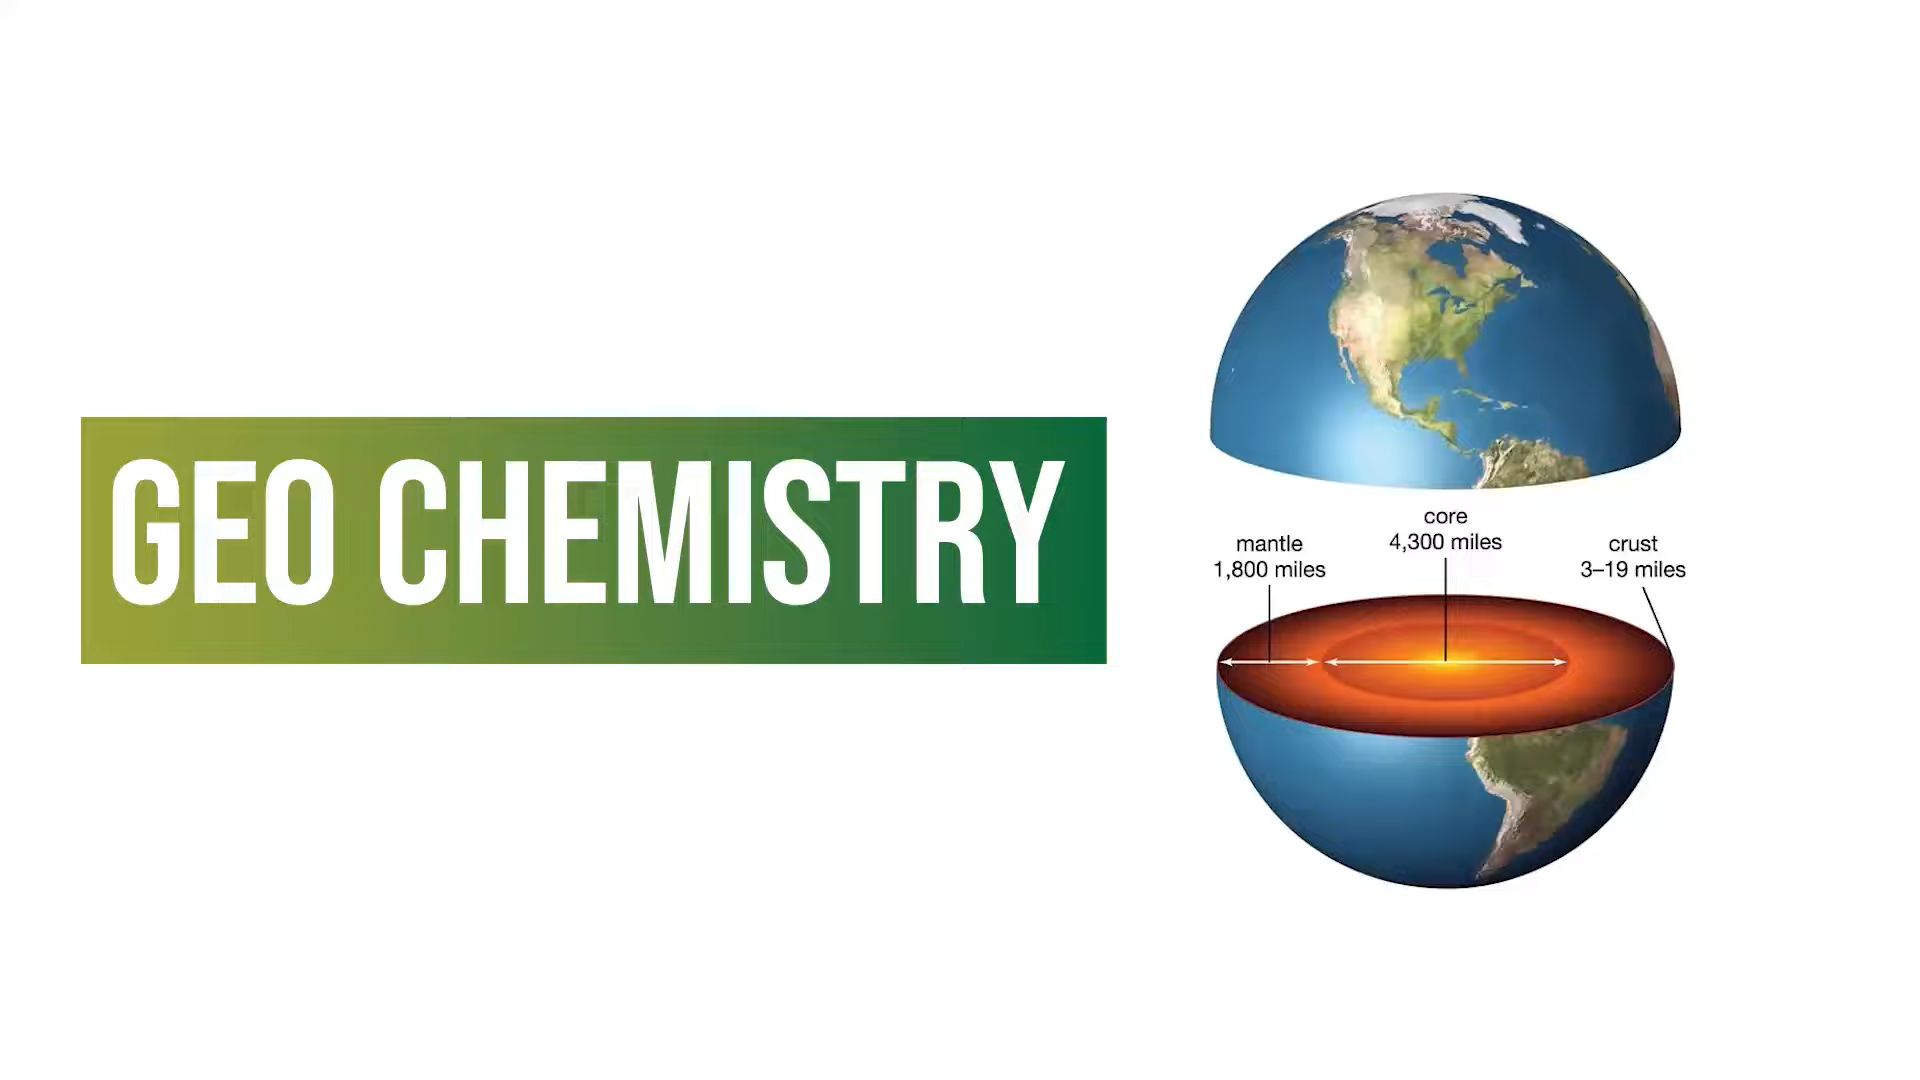 GEO CHEMISTRY
core
4,300 miles
mantle
1,800 miles
crust
3–19 miles